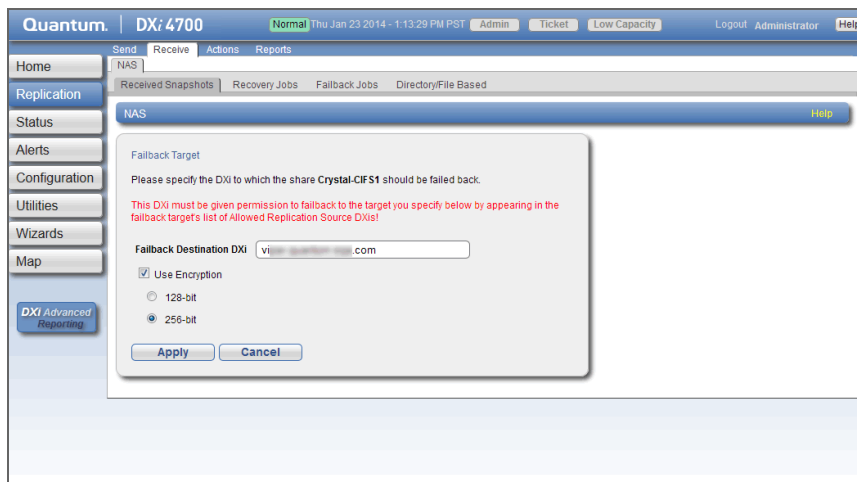 Quantum. DXi 4700 Normal Thu Jan 23 2014 - 1:13:29 PM PST Admin Ticket Low Capacity Logout Administrator Help
Send Receive Actions Reports
Home
NAS
Received Snapshots Recovery Jobs Failback Jobs Directory/File Based
Replication
Status
NAS Help
Alerts
Configuration
Utilities
Wizards
Map
DXi Advanced
Reporting
Failback Target
Please specify the DXi to which the share Crystal-CIFS1 should be failed back.
This DXi must be given permission to failback to the target you specify below by appearing in the
failback target's list of Allowed Replication Source DXis!
Failback Destination DXi .com
Use Encryption
128-bit
256-bit
Apply Cancel